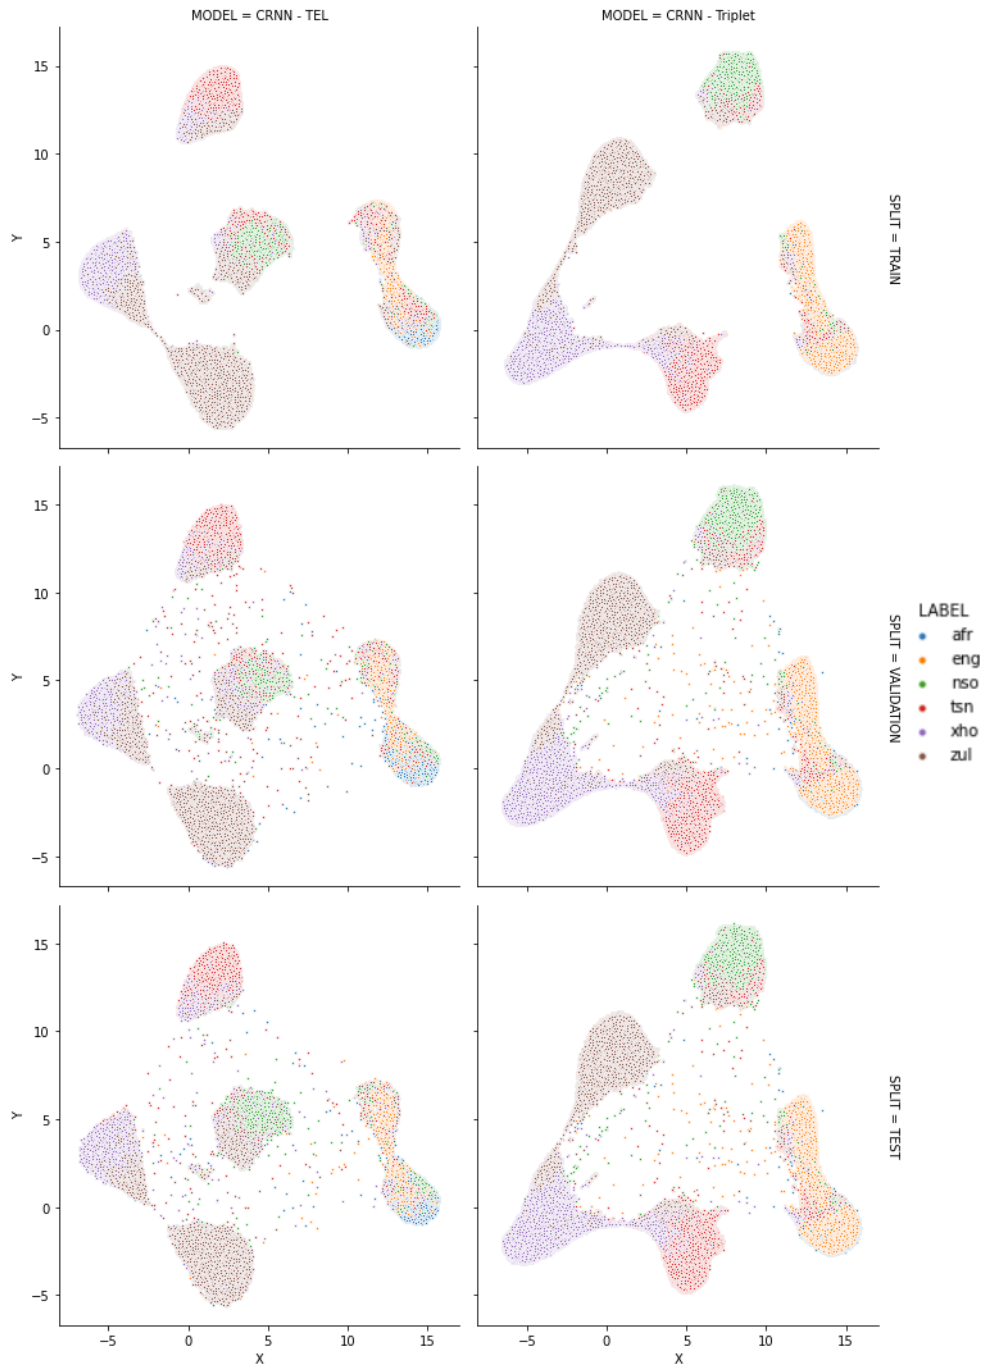 MODEL = CRNN - TEL
MODEL = CRNN - Triplet
15
10
5
0
−5
Y
SPLIT = TRAIN
15
10
5
0
−5
Y
SPLIT = VALIDATION
LABEL
afr
eng
nso
tsn
xho
zul
15
10
5
0
−5
Y
SPLIT = TEST
−5 0 5 10 15
X
−5 0 5 10 15
X